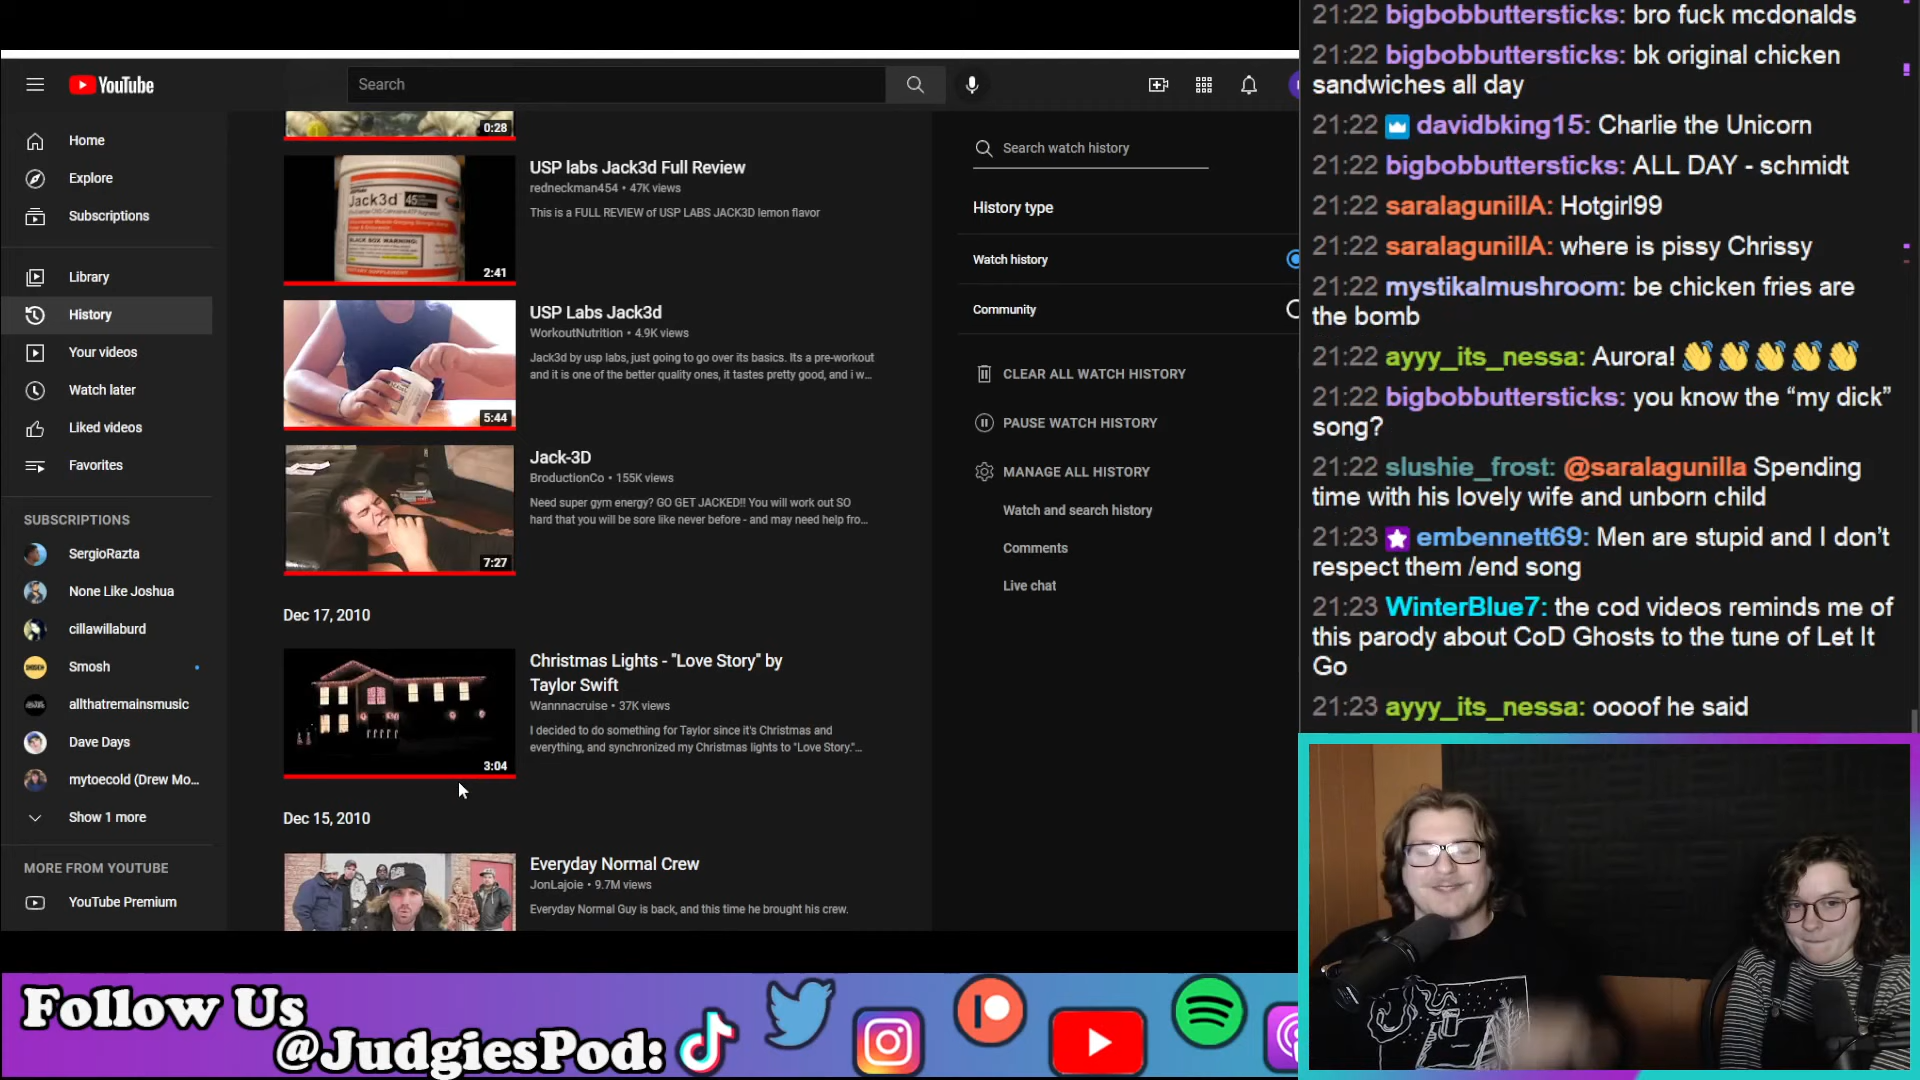 YouTube
Search
Home
Explore
Subscriptions
Library
History
Your videos
Watch later
Liked videos
Favorites
SUBSCRIPTIONS
SergioRazta
None Like Joshua
cillawillaburd
Smosh
allthatremainsmusic
Dave Days
mytoecold (Drew Mo...
Show 1 more
MORE FROM YOUTUBE
YouTube Premium
0:28
Jack3d 45
BLACK BOX WARNING:
2:41
USP labs Jack3d Full Review
redneckman454 • 47K views
This is a FULL REVIEW of USP LABS JACK3D lemon flavor
5:44
USP Labs Jack3d
WorkoutNutrition • 4.9K views
Jack3d by usp labs, just going to go over its basics. Its a pre-workout
and it is one of the better quality ones, it tastes pretty good, and i w...
7:27
Jack-3D
BroductionCo • 155K views
Need super gym energy? GO GET JACKED!! You will work out SO
hard that you will be sore like never before - and may need help fro...
Dec 17, 2010
3:04
Christmas Lights - "Love Story" by
Taylor Swift
Wannnacruise • 37K views
I decided to do something for Taylor since it's Christmas and
everything, and synchronized my Christmas lights to "Love Story."...
Dec 15, 2010
Everyday Normal Crew
JonLajoie • 9.7M views
Everyday Normal Guy is back, and this time he brought his crew.
Search watch history
History type
Watch history
Community
CLEAR ALL WATCH HISTORY
PAUSE WATCH HISTORY
MANAGE ALL HISTORY
Watch and search history
Comments
Live chat
21:22 bigbobbuttersticks: bro fuck mcdonalds
21:22 bigbobbuttersticks: bk original chicken
sandwiches all day
21:22 davidbking15: Charlie the Unicorn
21:22 bigbobbuttersticks: ALL DAY - schmidt
21:22 saralagunillA: Hotgirl99
21:22 saralagunillA: where is pissy Chrissy
21:22 mystikalmushroom: be chicken fries are
the bomb
21:22 ayyy_its_nessa: Aurora! 👋👋👋👋👋
21:22 bigbobbuttersticks: you know the “my dick”
song?
21:22 slushie_frost: @saralagunilla Spending
time with his lovely wife and unborn child
21:23 embennett69: Men are stupid and I don’t
respect them /end song
21:23 WinterBlue7: the cod videos reminds me of
this parody about CoD Ghosts to the tune of Let It
Go
21:23 ayyy_its_nessa: oooof he said
Follow Us
@JudgiesPod: